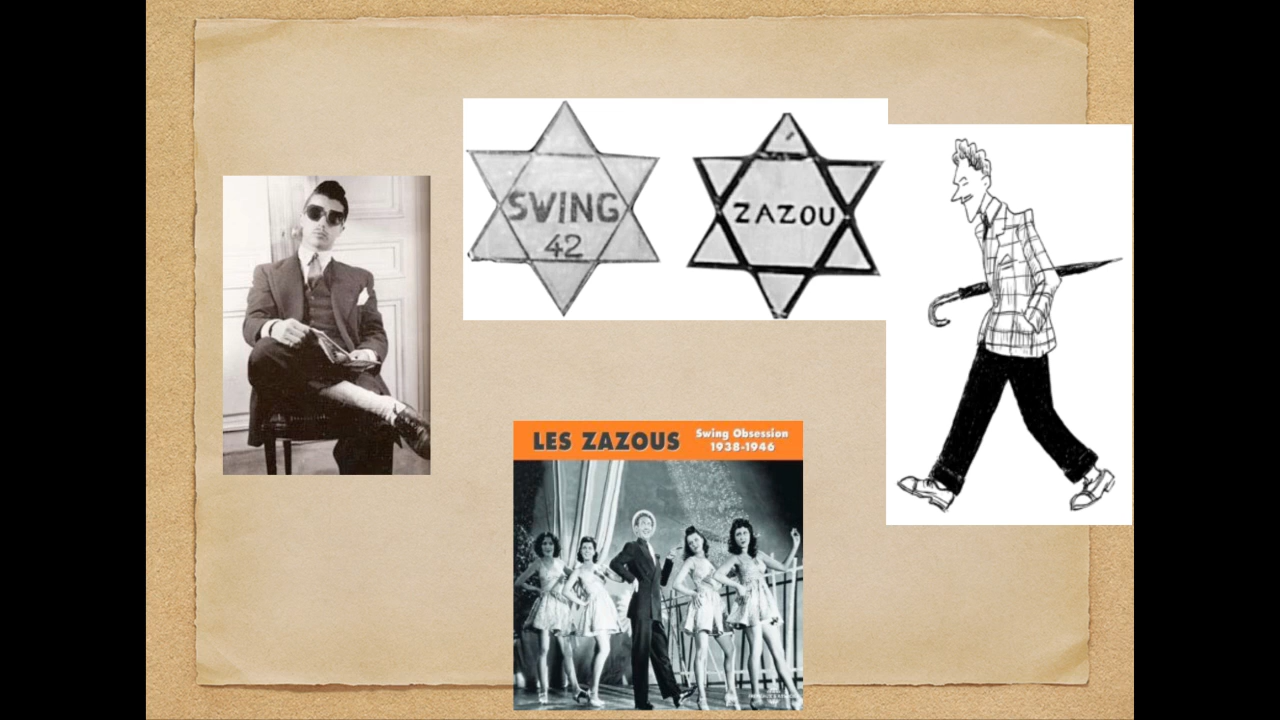 SWING
42
ZAZOU
LES ZAZOUS
Swing Obsession
1938-1946